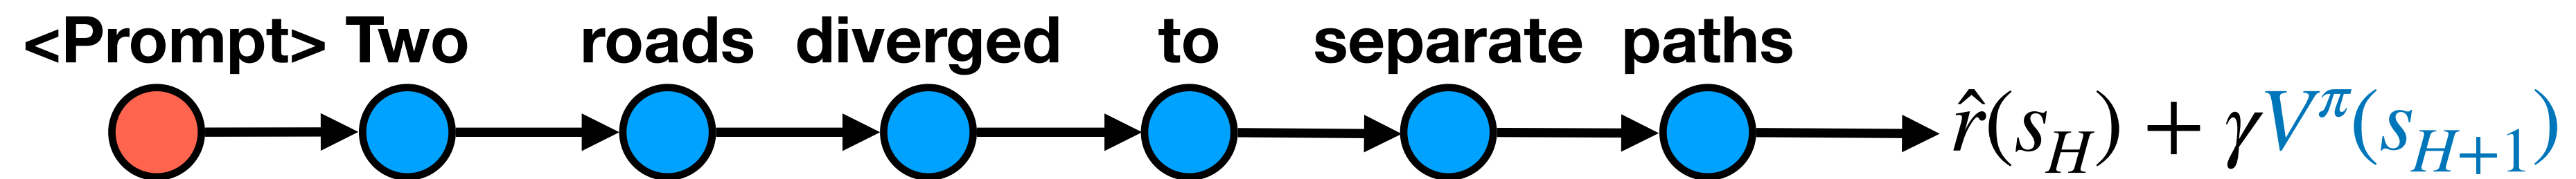 <Prompt> Two roads diverged to separate paths
r̂(s_H) + γV^π(s_{H+1})